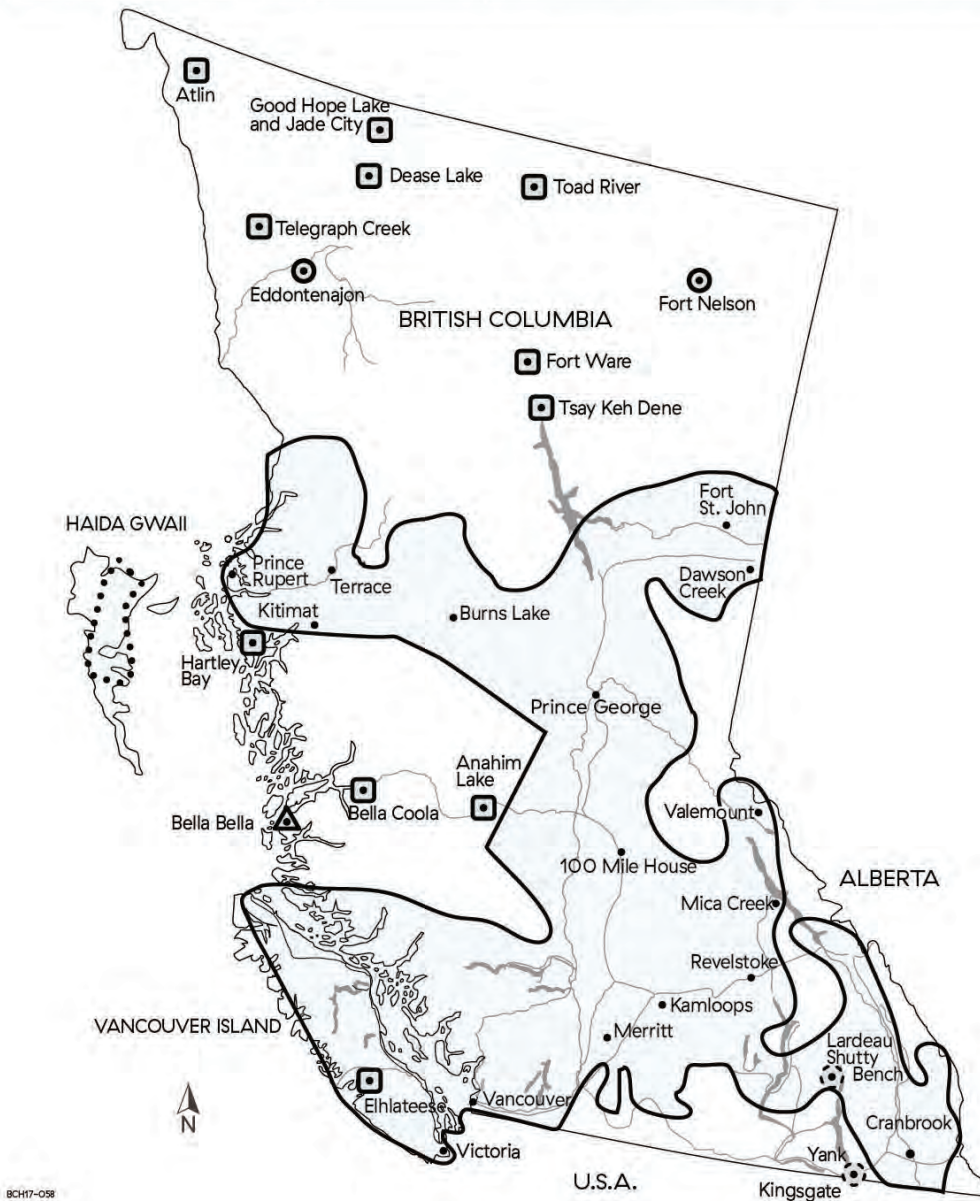 Atlin
Good Hope Lake
and Jade City
Dease Lake
Toad River
Telegraph Creek
Eddontenajon
Fort Nelson
BRITISH COLUMBIA
Fort Ware
Tsay Keh Dene
Fort
St. John
HAIDA GWAII
Prince
Rupert
Terrace
Dawson
Creek
Kitimat
Burns Lake
Hartley
Bay
Prince George
Anahim
Lake
Bella Coola
Bella Bella
Valemount
100 Mile House
ALBERTA
Mica Creek
Revelstoke
Kamloops
VANCOUVER ISLAND
Merritt
Lardeau
Shutty
Bench
Elhlateese
Vancouver
N
Cranbrook
Victoria
Yank
U.S.A.
Kingsgate
BCH17-058